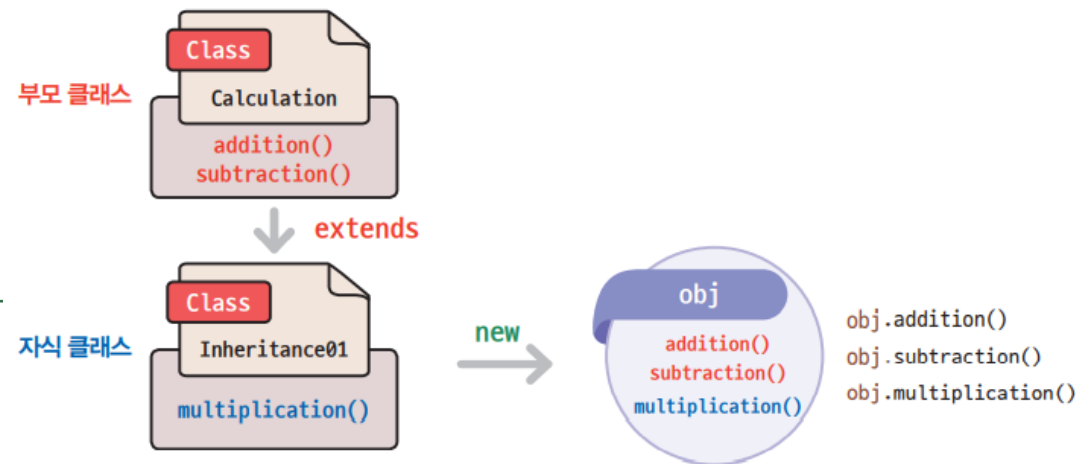 Class
부모 클래스
Calculation
addition()
subtraction()
extends
Class
자식 클래스
Inheritance01
multiplication()
new
obj
addition()
subtraction()
multiplication()
obj.addition()
obj.subtraction()
obj.multiplication()